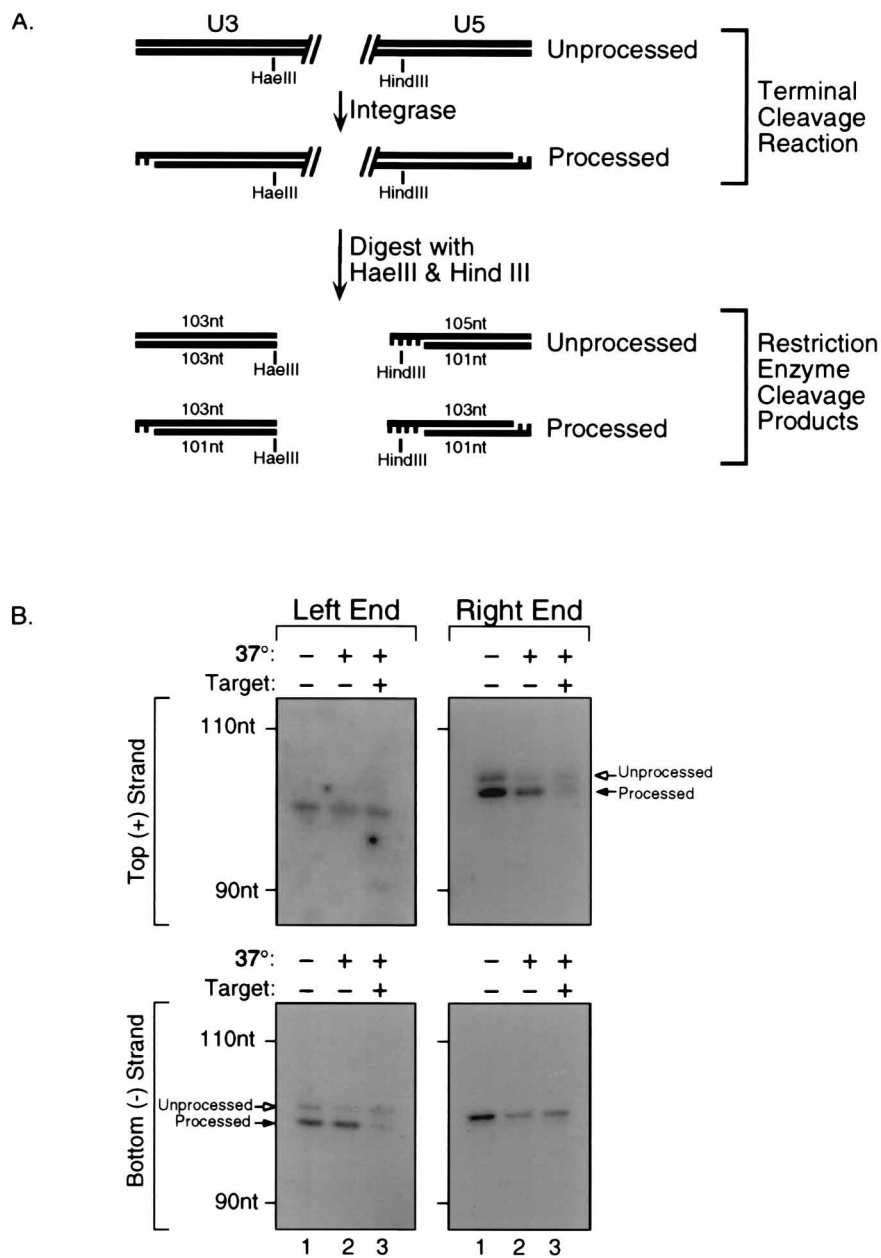 A.
U3 U5
HaeIII HindIII Unprocessed
Integrase
HaeIII HindIII Processed
Terminal
Cleavage
Reaction
Digest with
HaeIII & Hind III
103nt 105nt
103nt 101nt
HaeIII HindIII Unprocessed
103nt 103nt
101nt 101nt
HaeIII HindIII Processed
Restriction
Enzyme
Cleavage
Products
B.
Left End Right End
37°: – + + – + +
Target: – – + – – +
Top (+) Strand
110nt
90nt
Unprocessed
Processed
37°: – + + – + +
Target: – – + – – +
Bottom (-) Strand
110nt
Unprocessed
Processed
90nt
1 2 3 1 2 3